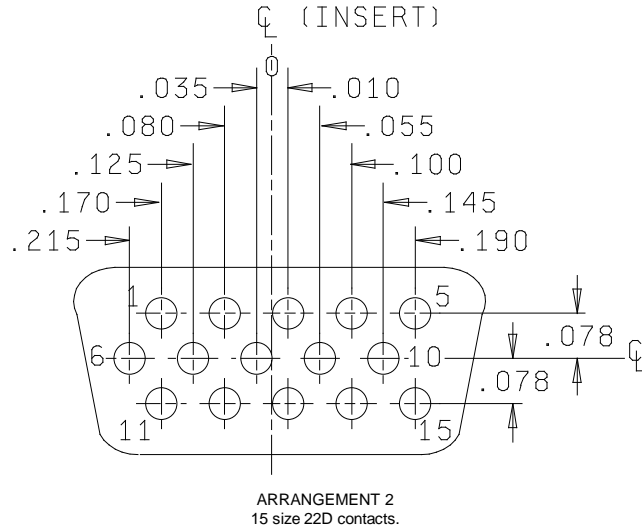 ℄ (INSERT)
0
.035 .010
.080 .055
.125 .100
.170 .145
.215 .190
1 5
.078
6 10 ℄
.078
11 15
ARRANGEMENT 2
15 size 22D contacts.